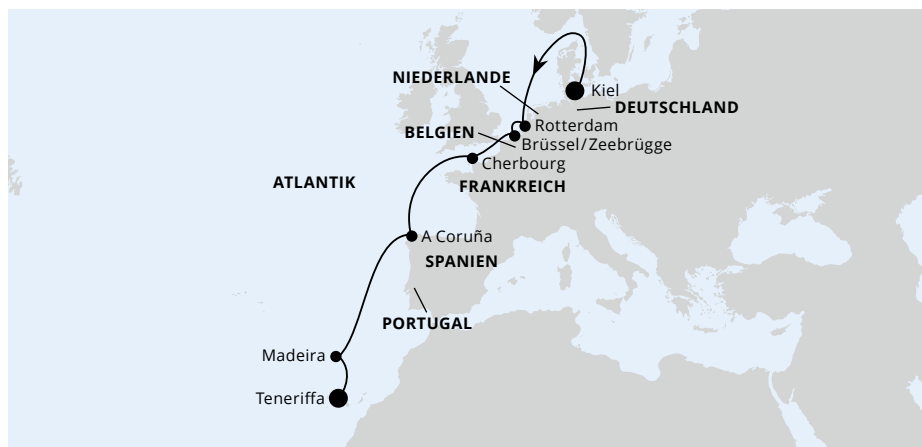 NIEDERLANDE
Kiel
DEUTSCHLAND
Rotterdam
BELGIEN
Brüssel/Zeebrügge
Cherbourg
ATLANTIK
FRANKREICH
A Coruña
SPANIEN
PORTUGAL
Madeira
Teneriffa